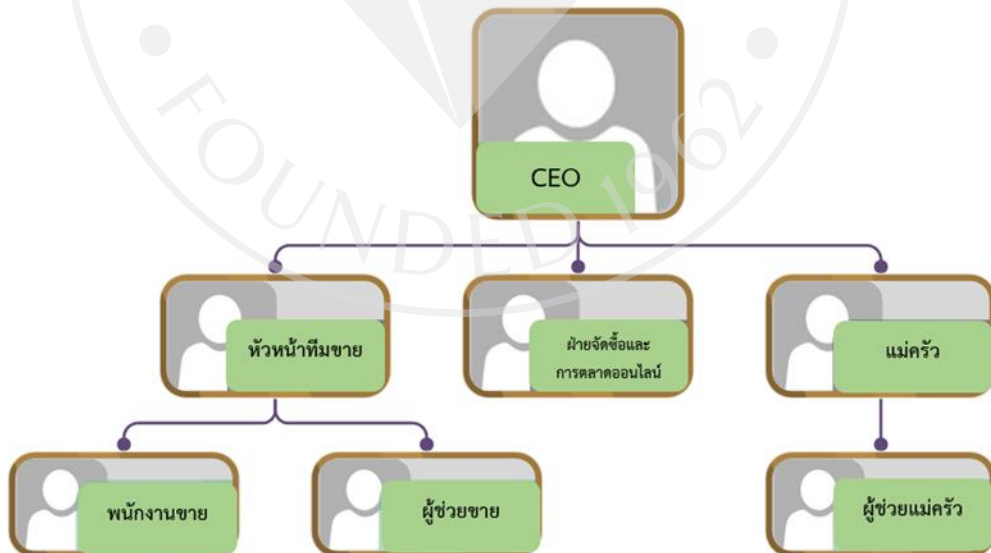 FOUNDED 1962
CEO
หัวหน้าทีมขาย
ฝ่ายจัดซื้อและ
การตลาดออนไลน์
แม่ครัว
พนักงานขาย
ผู้ช่วยขาย
ผู้ช่วยแม่ครัว